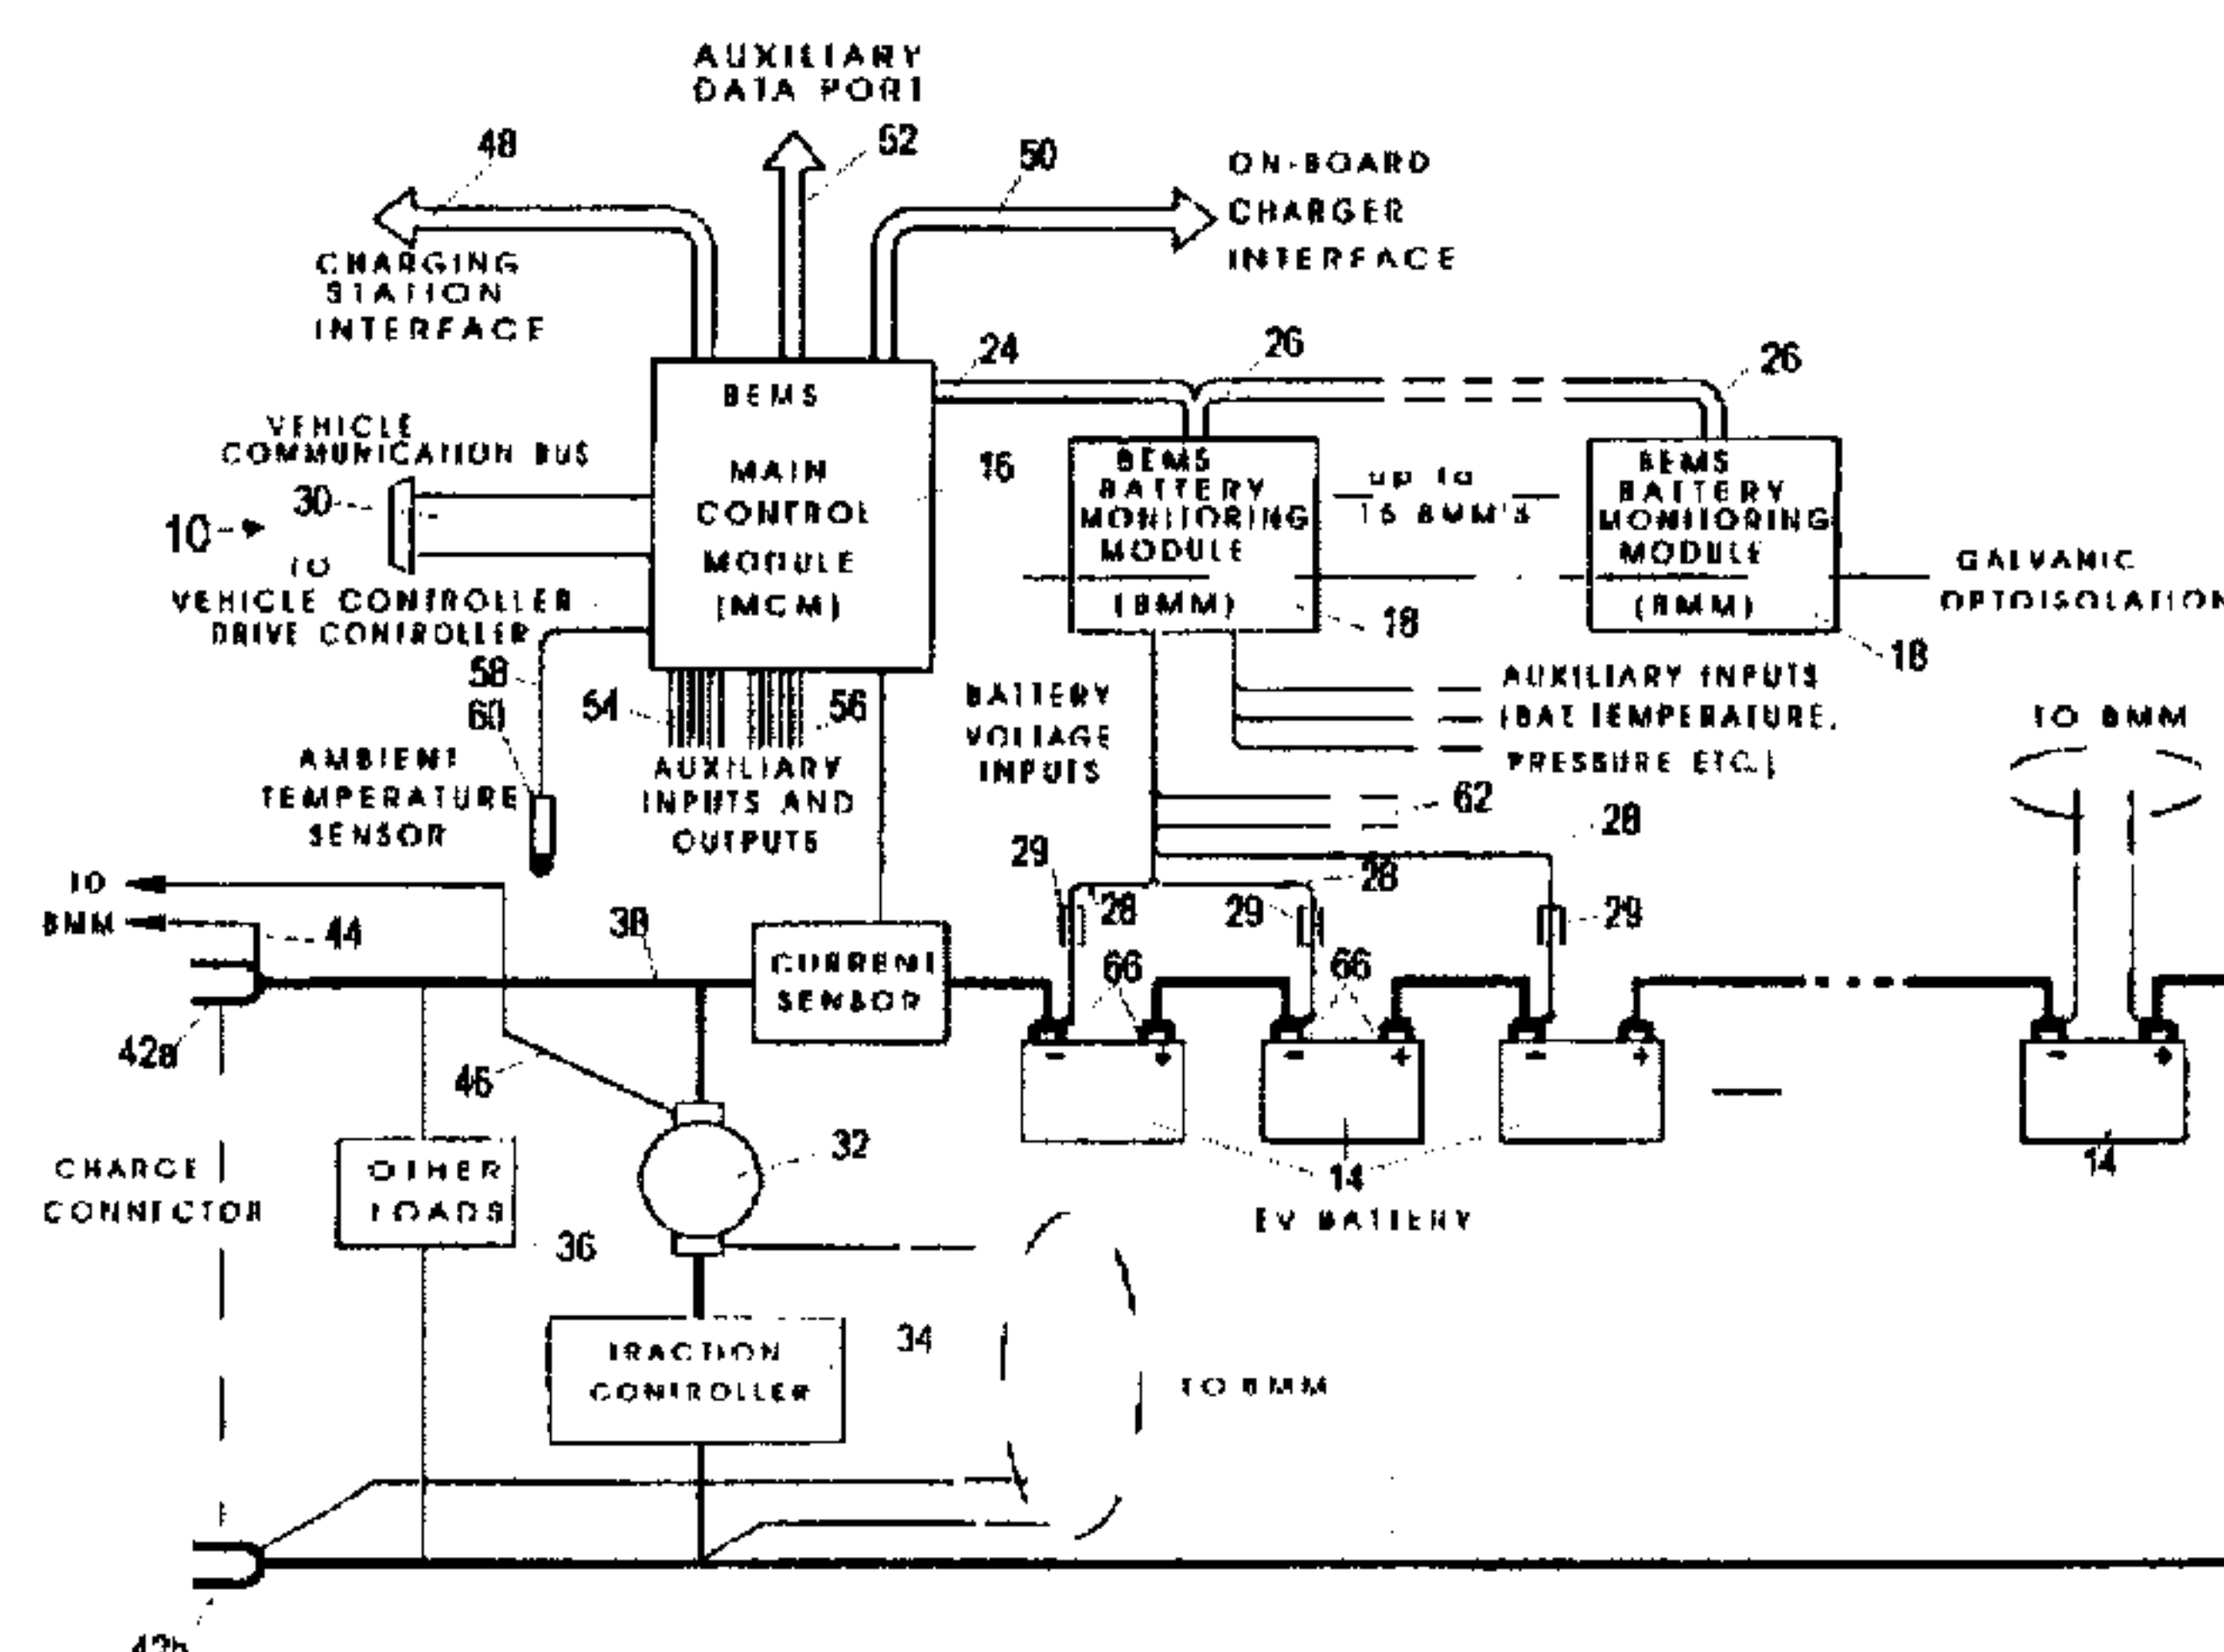 AUXILIARY
DATA PORT
48
52
50
ON-BOARD
CHARGER
INTERFACE
CHARGING
STATION
INTERFACE
24
26
26
BEMS
MAIN
CONTROL
MODULE
(MCM)
16
VEHICLE
COMMUNICATION BUS
30
10
TO
VEHICLE CONTROLLER
DRIVE CONTROLLER
BEMS
BATTERY
MONITORING
MODULE
(BMM)
18
up to
16 BMM'S
BEMS
BATTERY
MONITORING
MODULE
(BMM)
18
GALVANIC
OPTOISOLATION
58
60
54
56
AMBIENT
TEMPERATURE
SENSOR
AUXILIARY
INPUTS AND
OUTPUTS
BATTERY
VOLTAGE
INPUTS
AUXILIARY INPUTS
(BAT TEMPERATURE,
PRESSURE ETC.)
TO BMM
62
28
29
28
28
29
29
TO
BMM
44
38
CURRENT
SENSOR
66
66
42a
46
- +
- +
- +
- +
CHARGE
CONNECTOR
OTHER
LOADS
36
32
14
14
EV BATTERY
TRACTION
CONTROLLER
34
TO BMM
42b